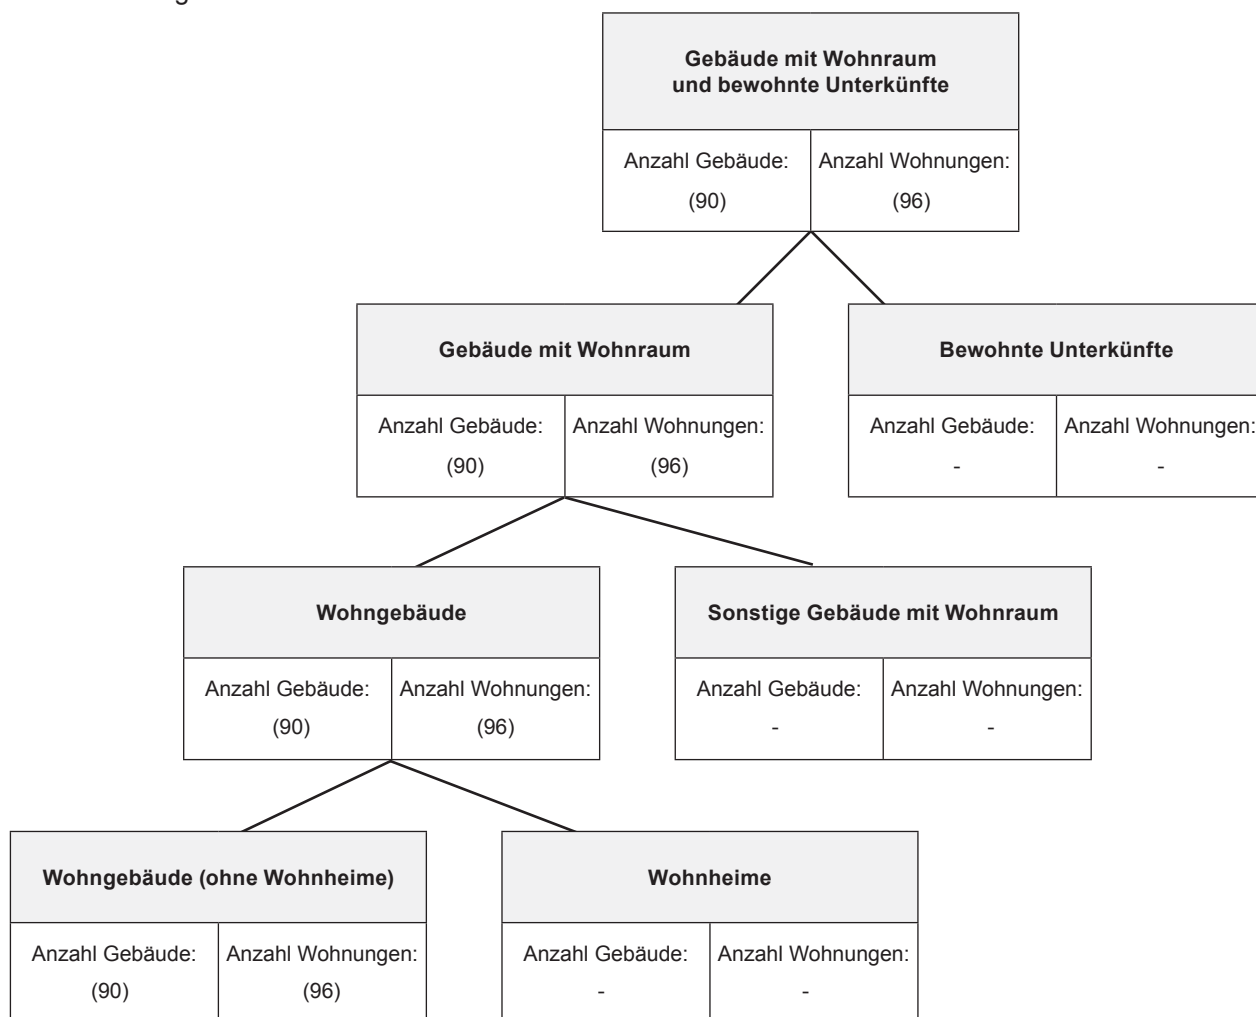 Gebäude mit Wohnraum
und bewohnte Unterkünfte
Anzahl Gebäude: Anzahl Wohnungen:
(90) (96)
Gebäude mit Wohnraum Bewohnte Unterkünfte
Anzahl Gebäude: Anzahl Wohnungen: Anzahl Gebäude: Anzahl Wohnungen:
(90) (96) - -
Wohngebäude Sonstige Gebäude mit Wohnraum
Anzahl Gebäude: Anzahl Wohnungen: Anzahl Gebäude: Anzahl Wohnungen:
(90) (96) - -
Wohngebäude (ohne Wohnheime) Wohnheime
Anzahl Gebäude: Anzahl Wohnungen: Anzahl Gebäude: Anzahl Wohnungen:
(90) (96) - -